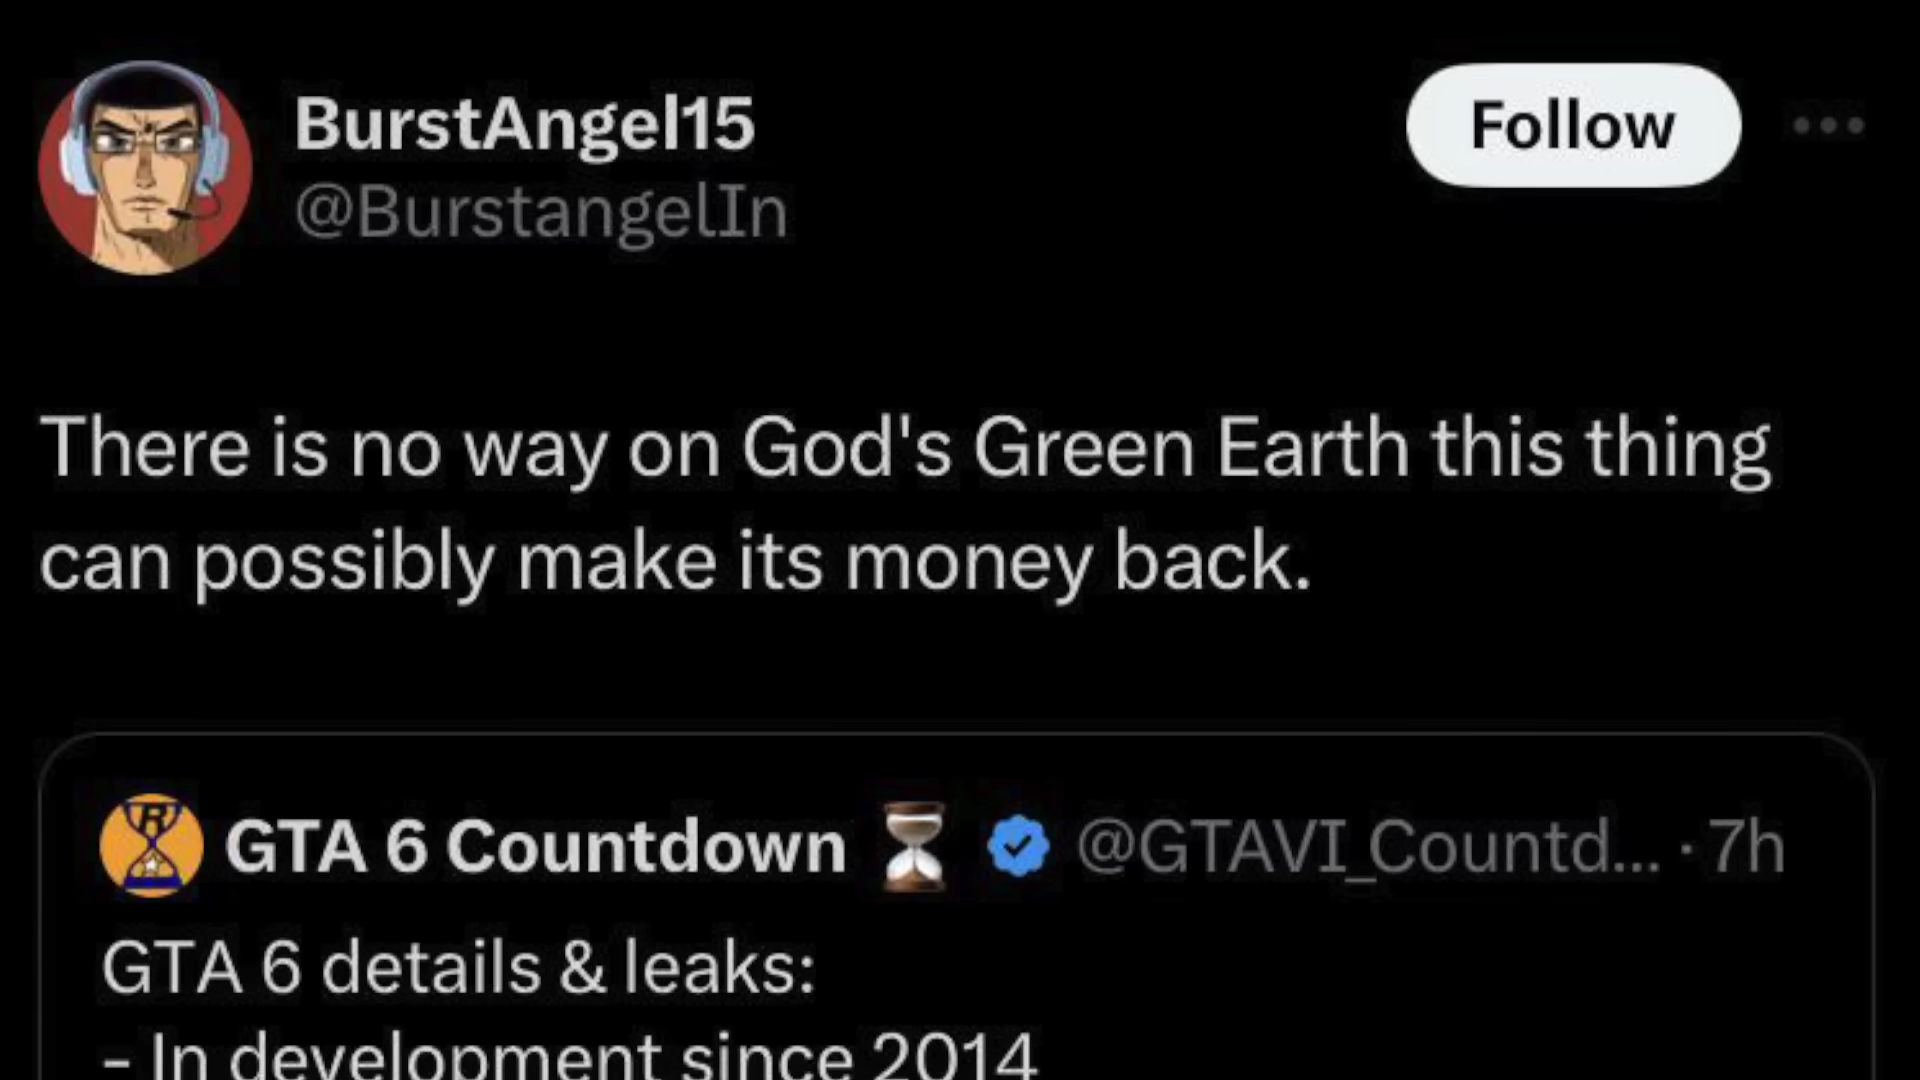 BurstAngel15
Follow
@BurstangelIn
There is no way on God's Green Earth this thing
can possibly make its money back.
GTA 6 Countdown ⏳ @GTAVI_Countd... · 7h
GTA 6 details & leaks:
- In development since 2014